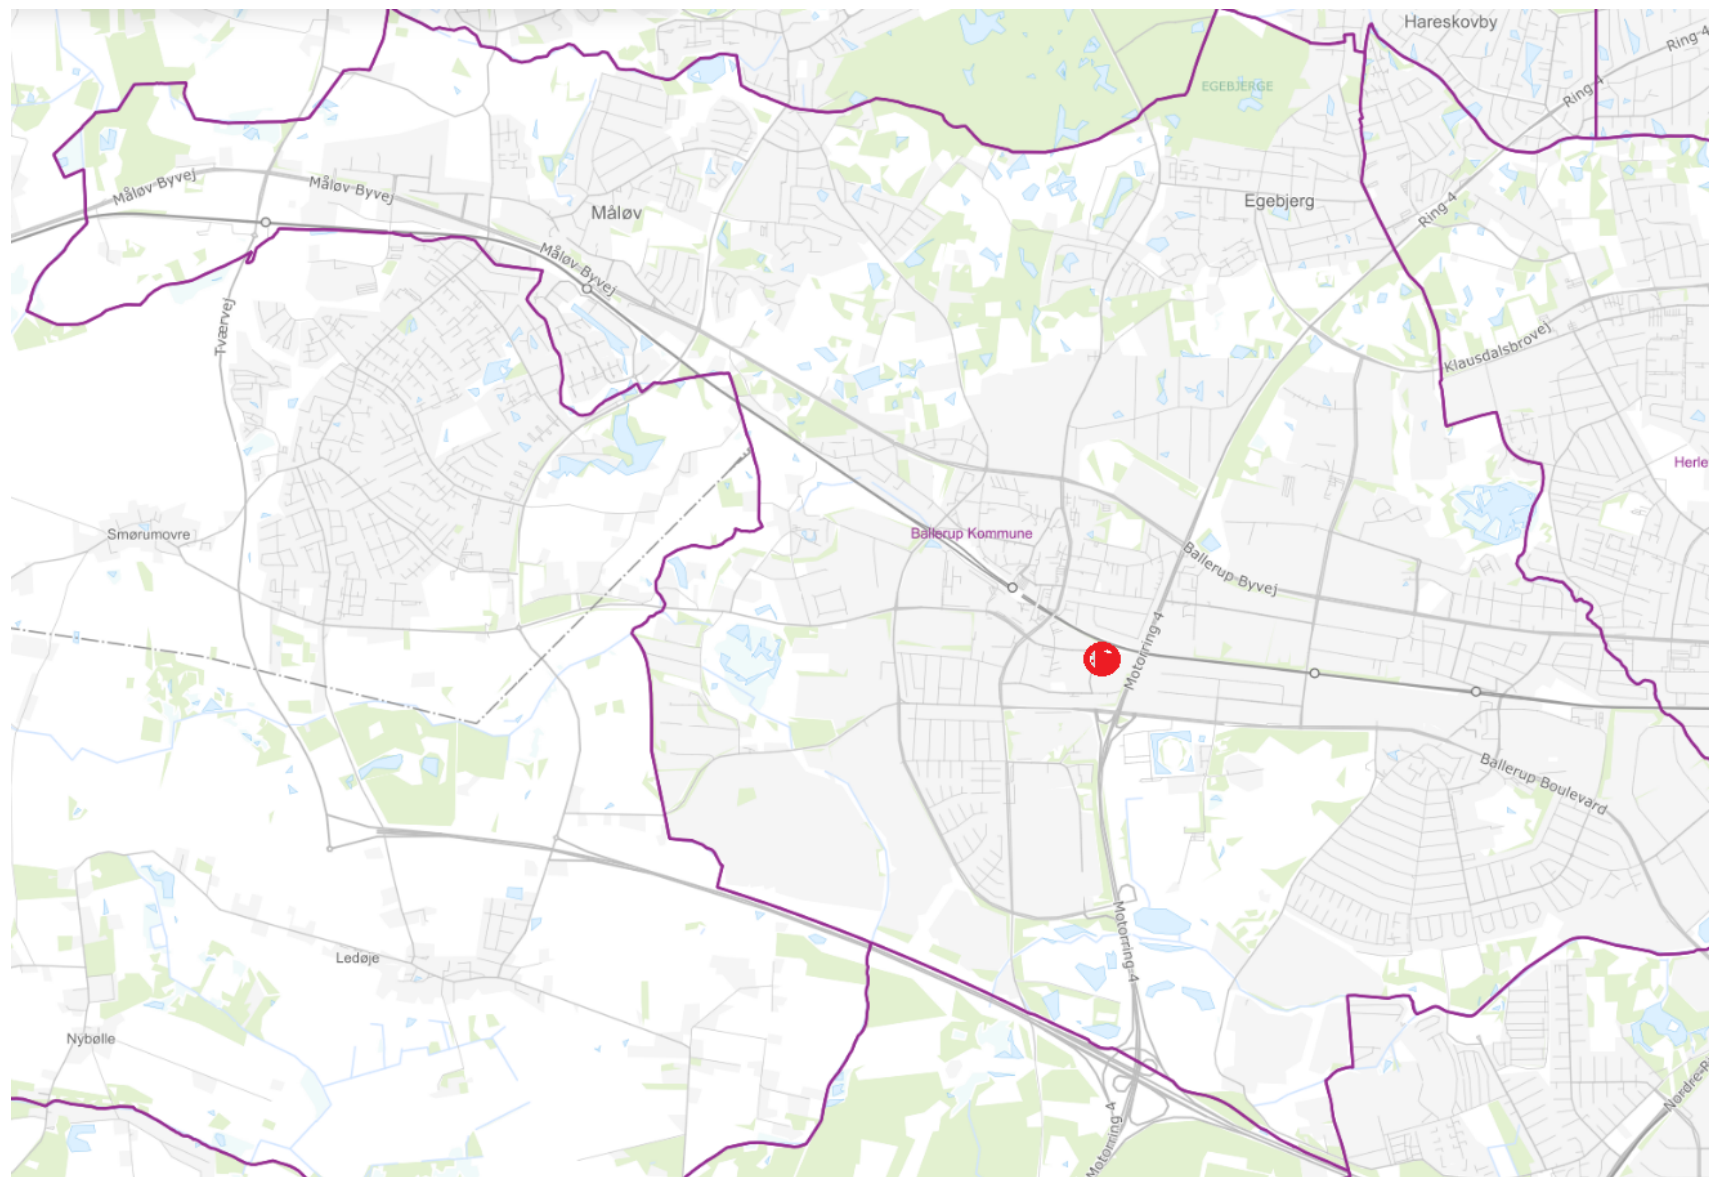 Hareskovby
Ring 4
EGEBJERGE
Ring 4
Måløv Byvej
Måløv Byvej
Måløv
Egebjerg
Ring 4
Måløv Byvej
Tværvej
Klausdalsbrovej
Herle
Smørumovre
Ballerup Kommune
Ballerup Byvej
Motorring 4
Ballerup Boulevard
Motorring 4
Ledøje
Nybølle
Nordre-R
Motorring 4